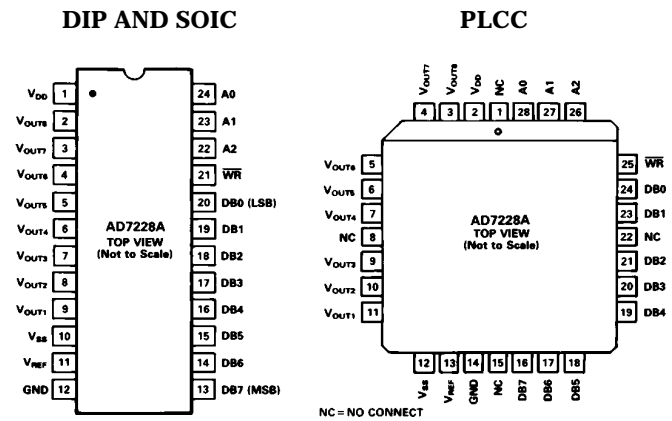 DIP AND SOIC
VDD 1
VOUT8 2
VOUT7 3
VOUT6 4
VOUT5 5
VOUT4 6
VOUT3 7
VOUT2 8
VOUT1 9
VSS 10
VREF 11
GND 12
AD7228A
TOP VIEW
(Not to Scale)
24 A0
23 A1
22 A2
21 WR
20 DB0 (LSB)
19 DB1
18 DB2
17 DB3
16 DB4
15 DB5
14 DB6
13 DB7 (MSB)
PLCC
VOUT7 VOUT8 VDD NC A0 A1 A2
4 3 2 1 28 27 26
VOUT6 5
VOUT5 6
VOUT4 7
NC 8
VOUT3 9
VOUT2 10
VOUT1 11
AD7228A
TOP VIEW
(Not to Scale)
25 WR
24 DB0
23 DB1
22 NC
21 DB2
20 DB3
19 DB4
12 13 14 15 16 17 18
VSS VREF GND NC DB7 DB6 DB5
NC = NO CONNECT